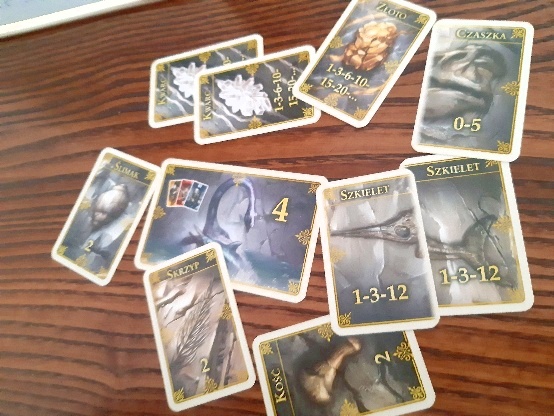 ZŁOTO
1-3-6-10-
15-20-...
CZASZKA
0-5
1-3-6-10-
15-20-...
ŚLIMAK
2
4
SZKIELET
1-3-12
SZKIELET
1-3-12
SKRZYP
2
KOŚĆ
2